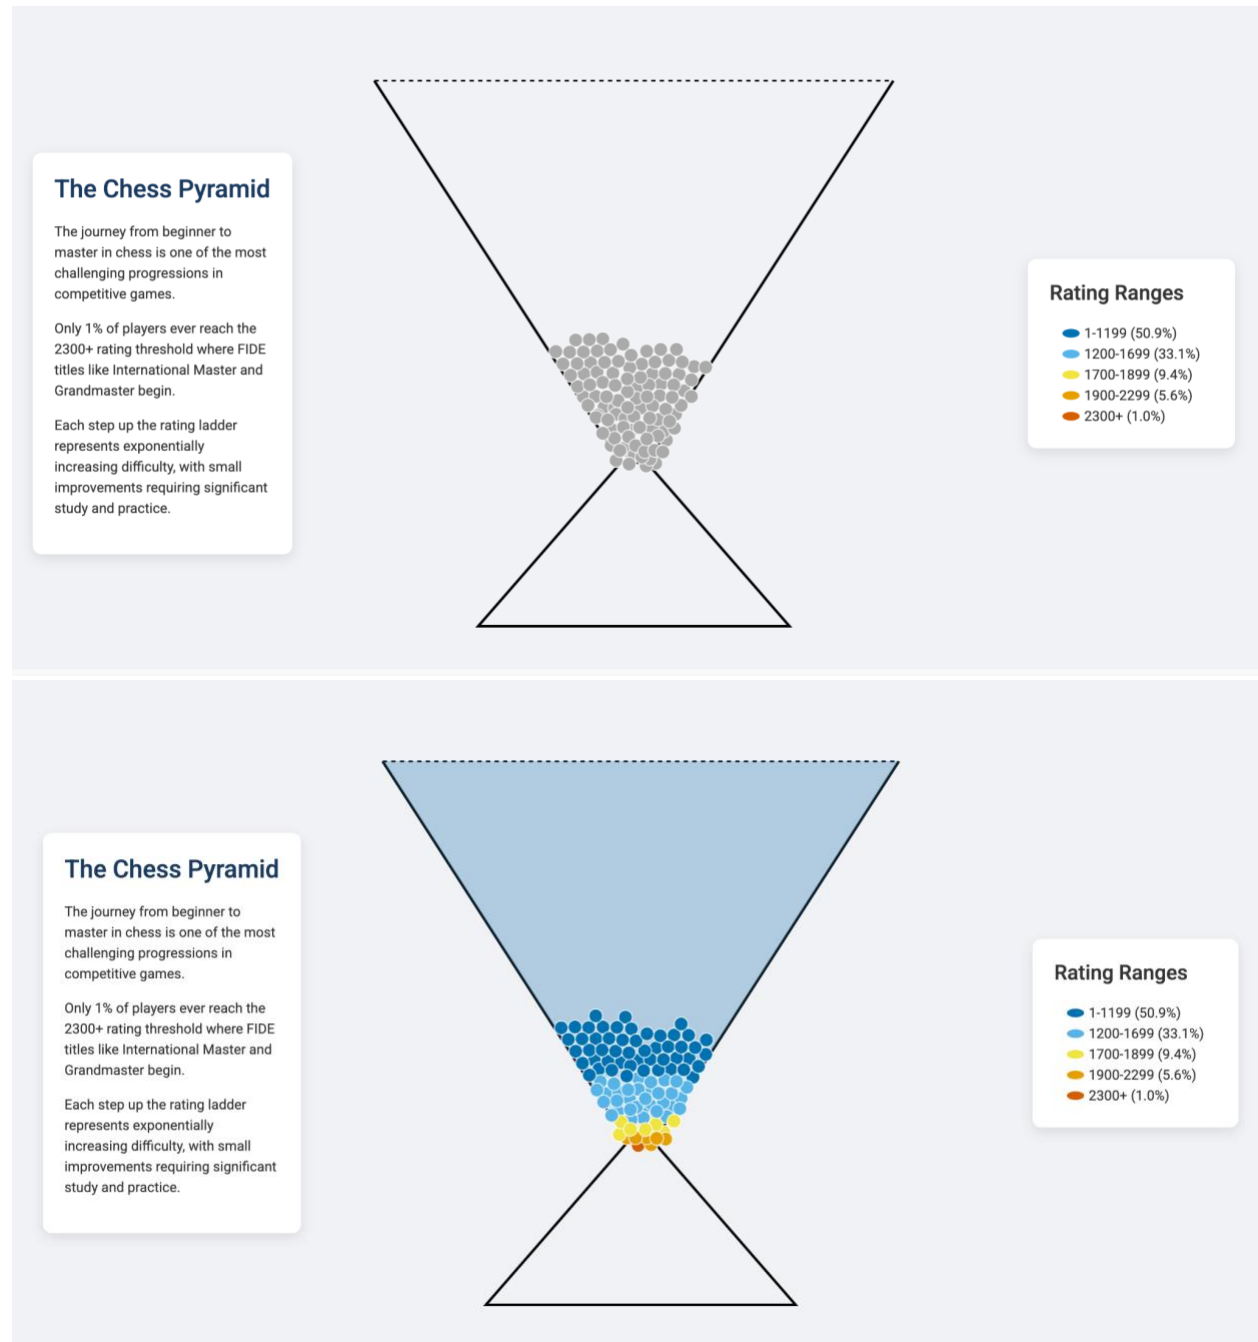 The Chess Pyramid
The journey from beginner to
master in chess is one of the most
challenging progressions in
competitive games.
Only 1% of players ever reach the
2300+ rating threshold where FIDE
titles like International Master and
Grandmaster begin.
Each step up the rating ladder
represents exponentially
increasing difficulty, with small
improvements requiring significant
study and practice.
Rating Ranges
1-1199 (50.9%)
1200-1699 (33.1%)
1700-1899 (9.4%)
1900-2299 (5.6%)
2300+ (1.0%)
The Chess Pyramid
The journey from beginner to
master in chess is one of the most
challenging progressions in
competitive games.
Only 1% of players ever reach the
2300+ rating threshold where FIDE
titles like International Master and
Grandmaster begin.
Each step up the rating ladder
represents exponentially
increasing difficulty, with small
improvements requiring significant
study and practice.
Rating Ranges
1-1199 (50.9%)
1200-1699 (33.1%)
1700-1899 (9.4%)
1900-2299 (5.6%)
2300+ (1.0%)